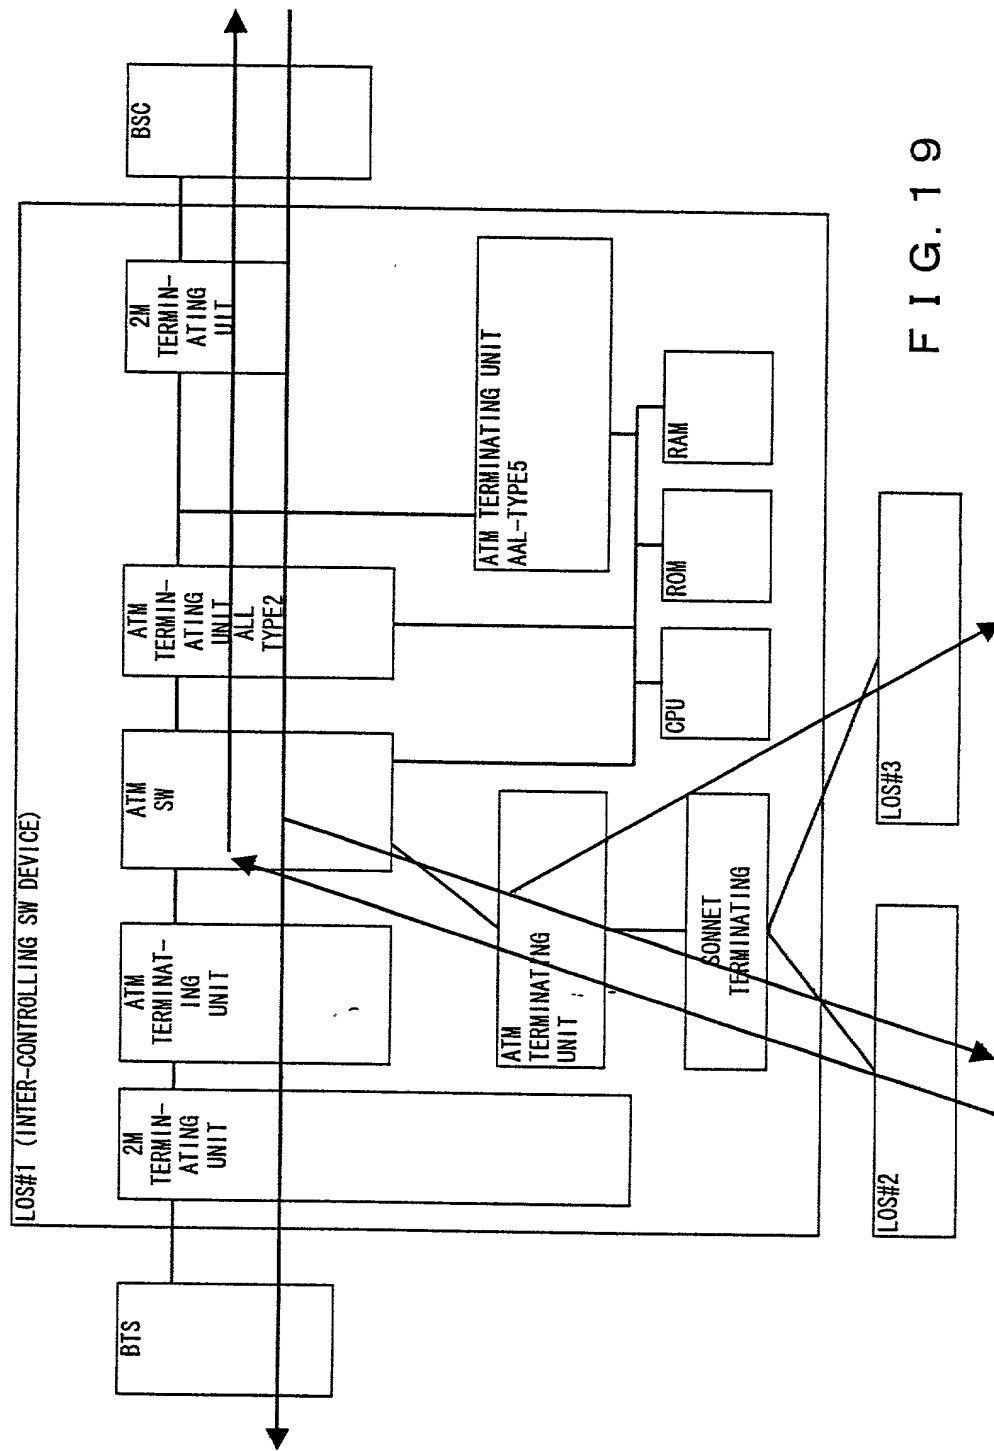 LOS#1 (INTER-CONTROLLING SW DEVICE)
BTS
2M
TERMIN-
ATING
UNIT
ATM
TERMINAT-
ING
UNIT
ATM
SW
ATM
TERMIN-
ATING
UNIT
ALL
TYPE2
2M
TERMIN-
ATING
UIT
BSC
ATM
TERMINATING
UNIT
ATM TERMINATING UNIT
AAL-TYPE5
SONNET
TERMINATING
CPU
ROM
RAM
LOS#2
LOS#3
FIG. 19